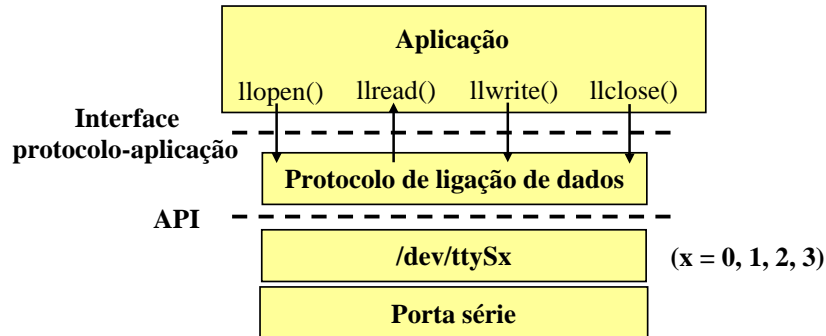 Aplicação
llopen() llread() llwrite() llclose()
Interface
protocolo-aplicação
Protocolo de ligação de dados
API
/dev/ttySx (x = 0, 1, 2, 3)
Porta série